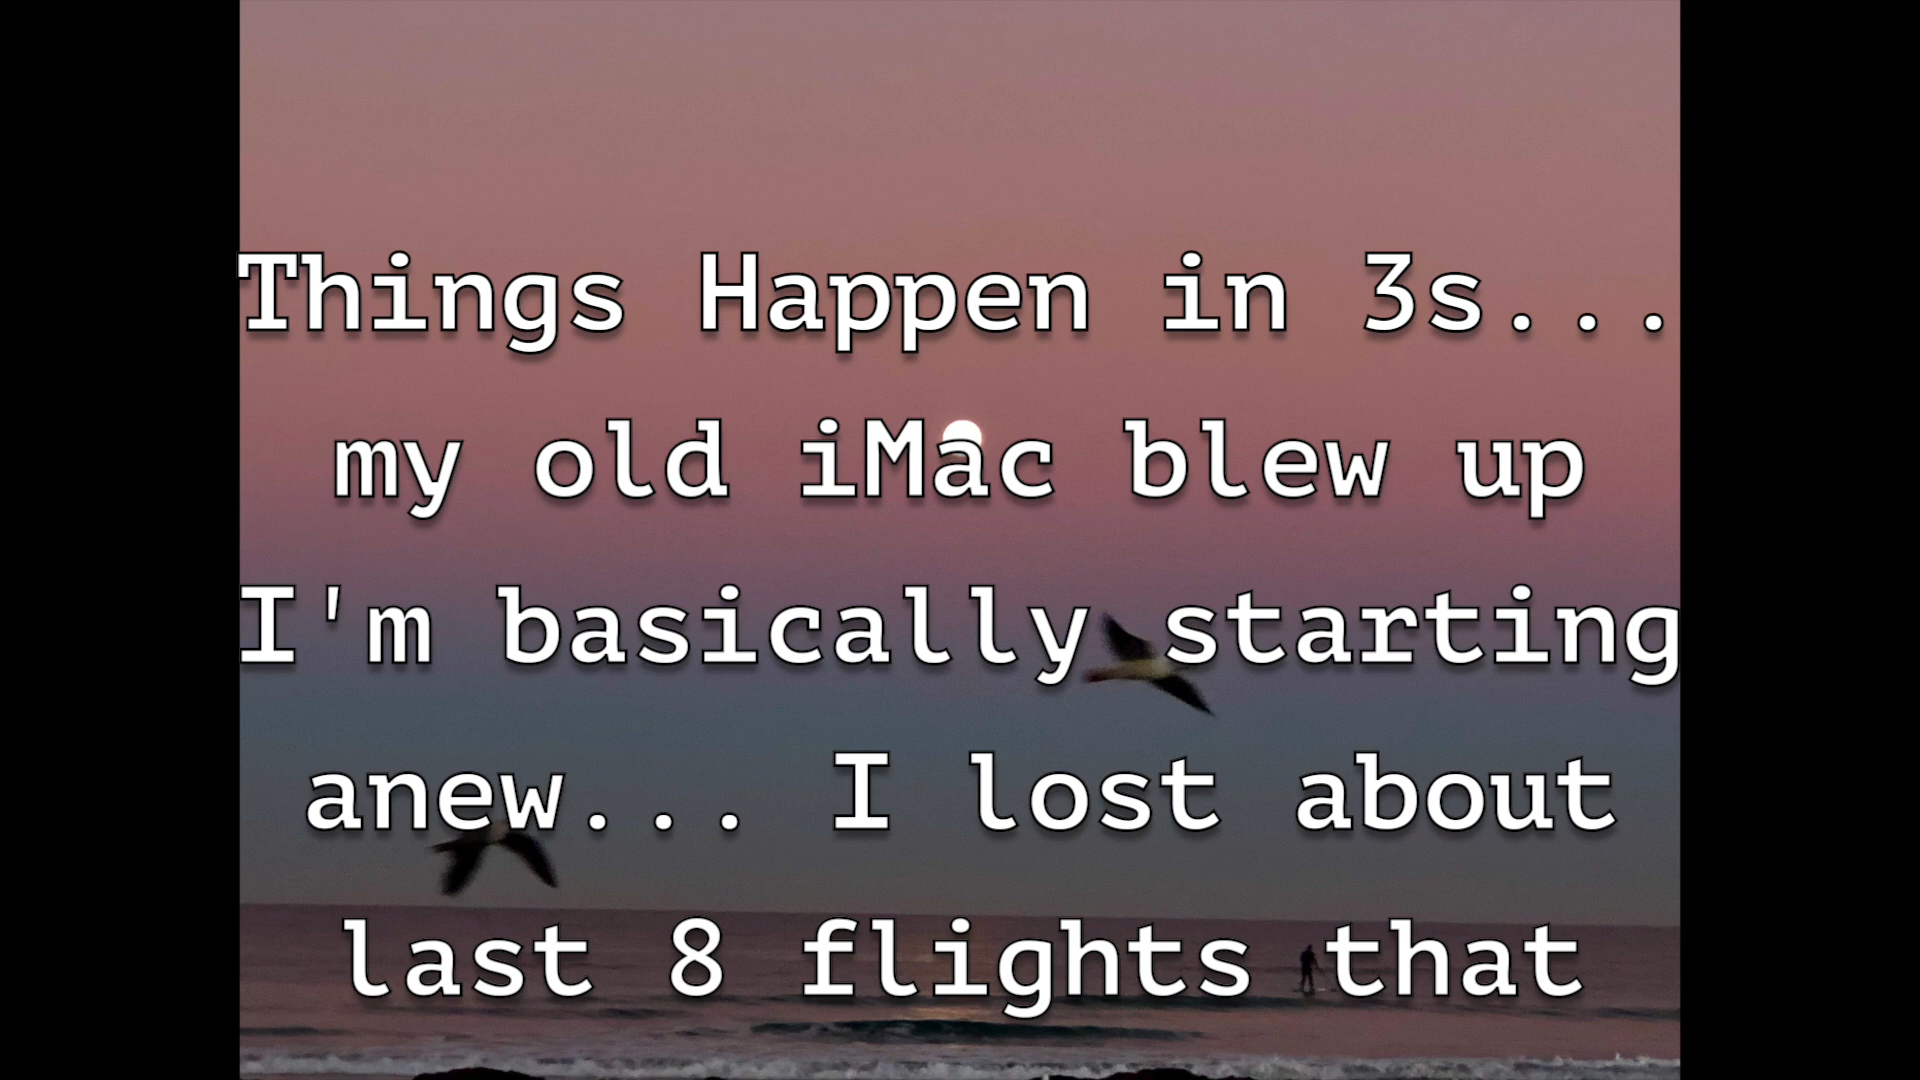 Things Happen in 3s...
my old iMac blew up
I'm basically starting
anew... I lost about
last 8 flights that